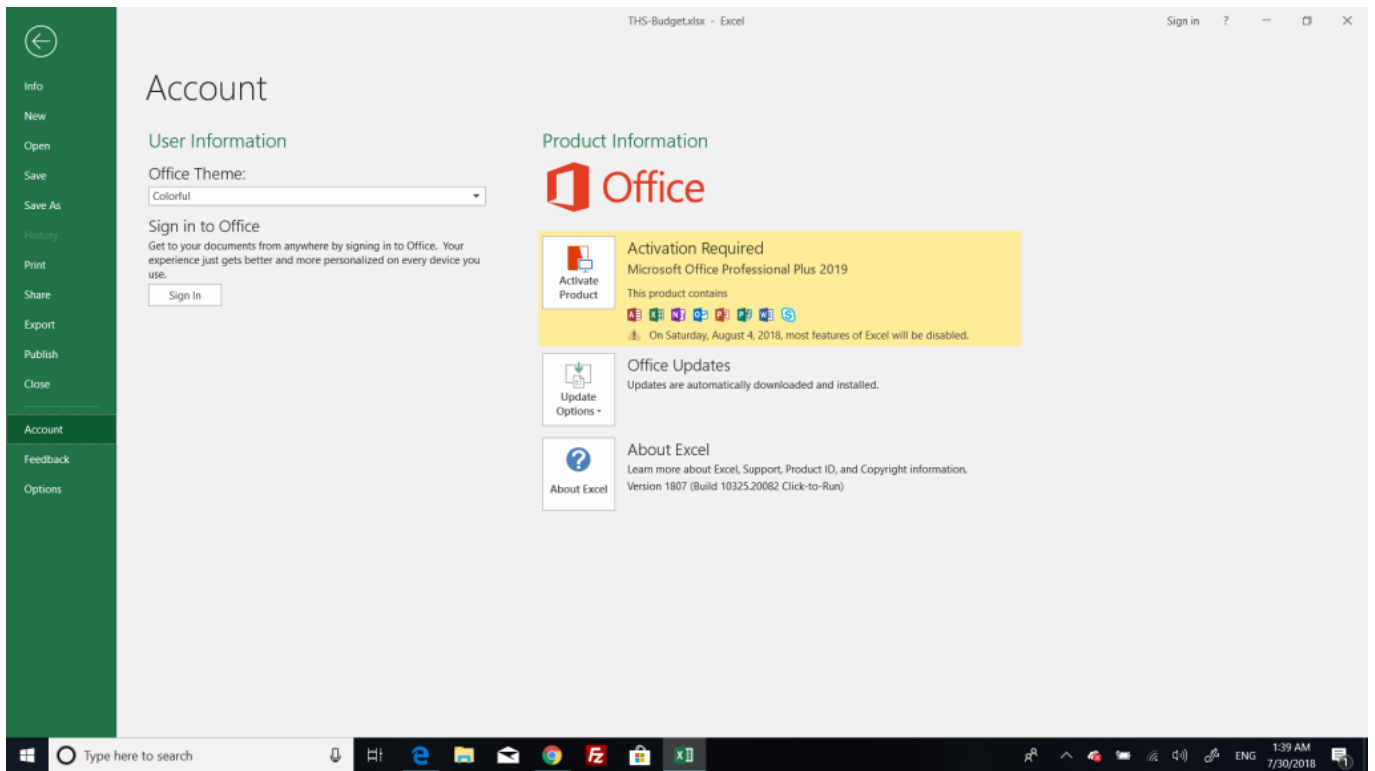 THS-Budget.xlsx - Excel
Sign in ?
Info
New
Open
Save
Save As
History
Print
Share
Export
Publish
Close
Account
Feedback
Options
Account
User Information
Office Theme:
Colorful
Sign in to Office
Get to your documents from anywhere by signing in to Office. Your
experience just gets better and more personalized on every device you
use.
Sign In
Product Information
Office
Activate
Product
Activation Required
Microsoft Office Professional Plus 2019
This product contains
On Saturday, August 4, 2018, most features of Excel will be disabled.
Update
Options
Office Updates
Updates are automatically downloaded and installed.
About Excel
About Excel
Learn more about Excel, Support, Product ID, and Copyright information.
Version 1807 (Build 10325.20082 Click-to-Run)
Type here to search
ENG
1:39 AM
7/30/2018